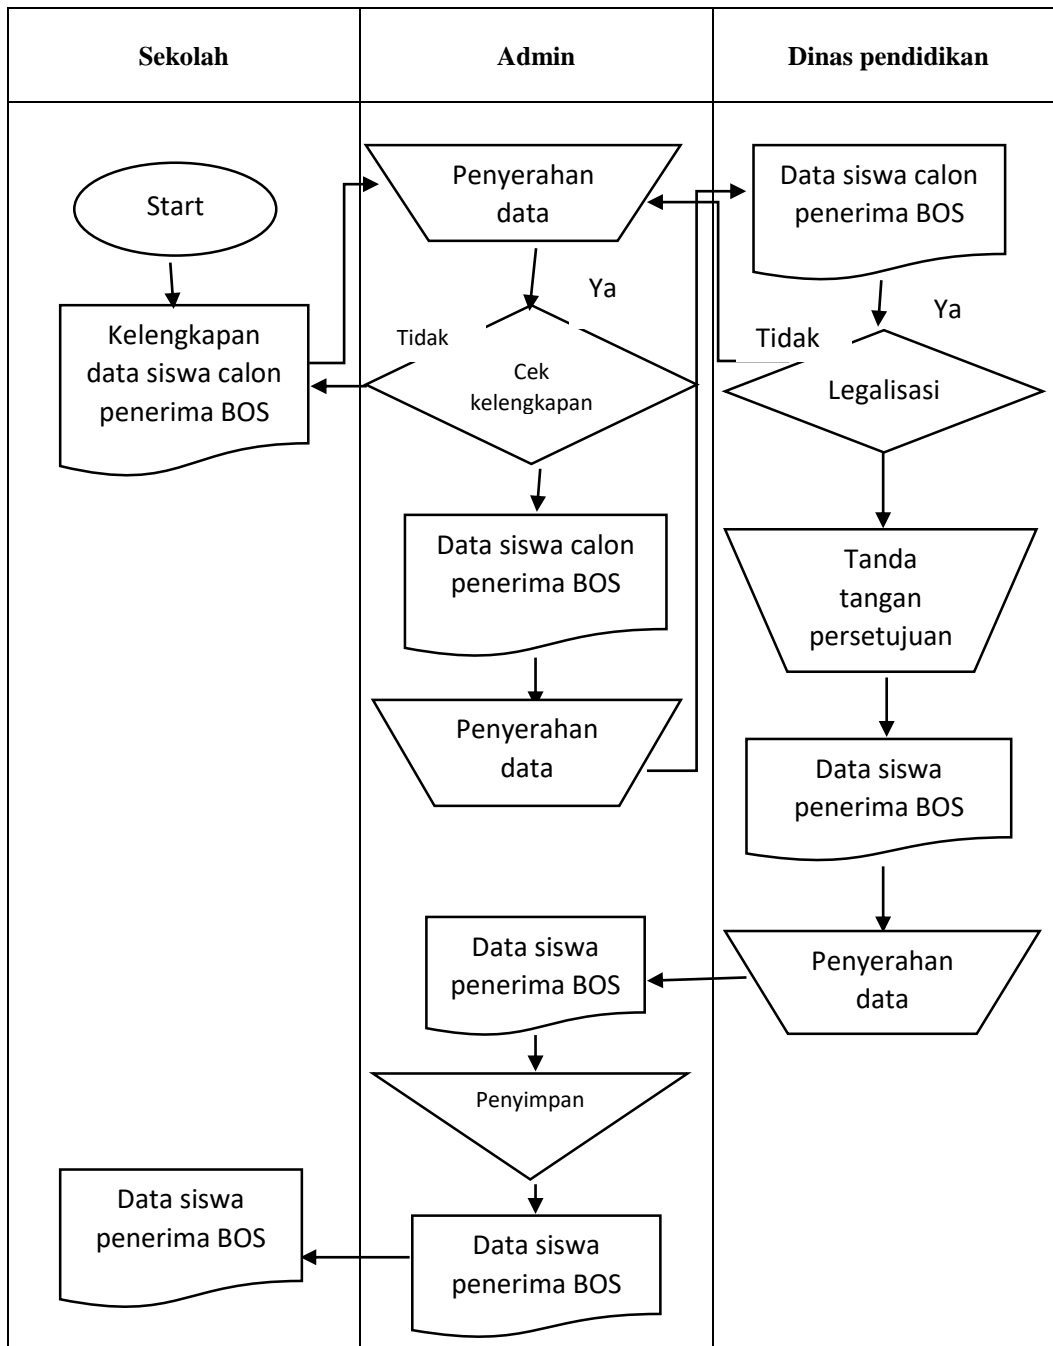 Sekolah
Admin
Dinas pendidikan
Start
Kelengkapan
data siswa calon
penerima BOS
Penyerahan
data
Ya
Tidak
Cek
kelengkapan
Data siswa calon
penerima BOS
Penyerahan
data
Data siswa calon
penerima BOS
Ya
Tidak
Legalisasi
Tanda
tangan
persetujuan
Data siswa
penerima BOS
Penyerahan
data
Data siswa
penerima BOS
Penyimpan
Data siswa
penerima BOS
Data siswa
penerima BOS